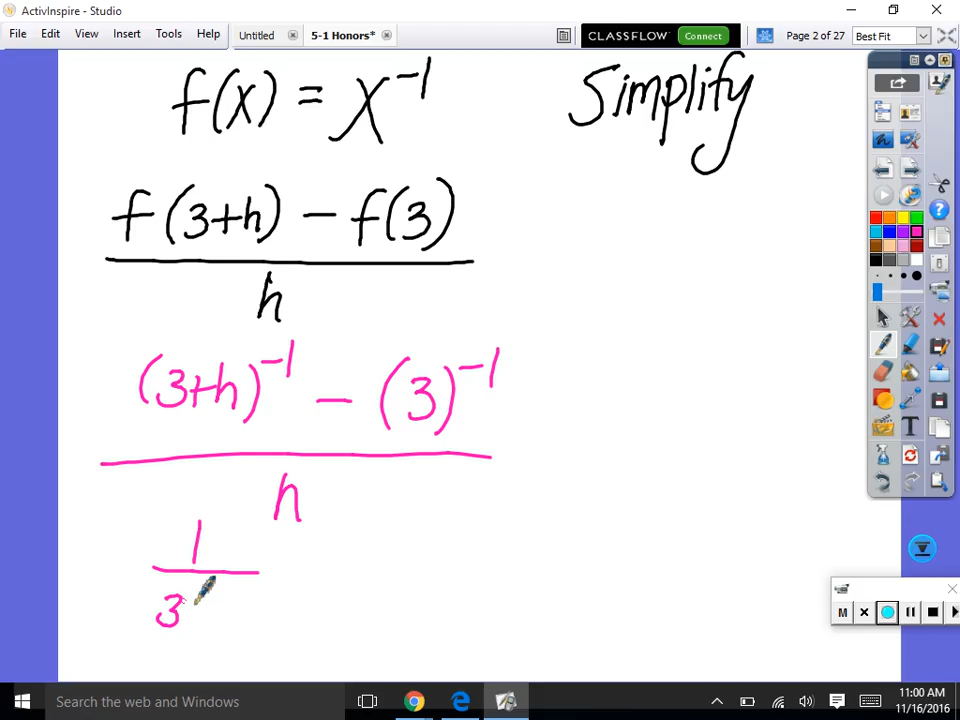 ActivInspire - Studio
File Edit View Insert Tools Help Untitled 5-1 Honors* CLASSFLOW Connect Page 2 of 27 Best Fit
f(x) = x⁻¹ Simplify
f(3+h) − f(3)
h
(3+h)⁻¹ − (3)⁻¹
h
1
3
M
Search the web and Windows
11:00 AM
11/16/2016